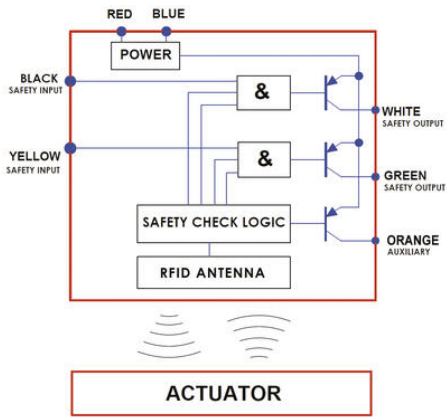 RED BLUE
POWER
BLACK
SAFETY INPUT
&
WHITE
SAFETY OUTPUT
YELLOW
SAFETY INPUT
&
GREEN
SAFETY OUTPUT
SAFETY CHECK LOGIC
ORANGE
AUXILIARY
RFID ANTENNA
ACTUATOR